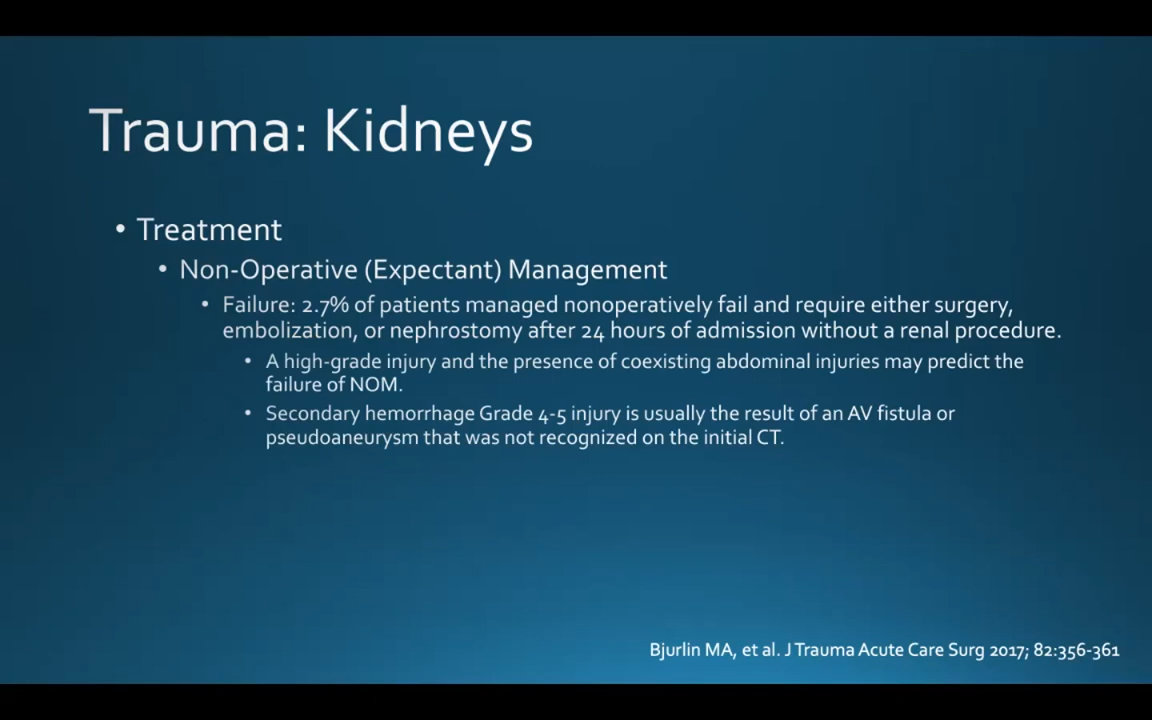 Trauma: Kidneys
• Treatment
• Non-Operative (Expectant) Management
• Failure: 2.7% of patients managed nonoperatively fail and require either surgery,
embolization, or nephrostomy after 24 hours of admission without a renal procedure.
• A high-grade injury and the presence of coexisting abdominal injuries may predict the
failure of NOM.
• Secondary hemorrhage Grade 4-5 injury is usually the result of an AV fistula or
pseudoaneurysm that was not recognized on the initial CT.
Bjurlin MA, et al. J Trauma Acute Care Surg 2017; 82:356-361